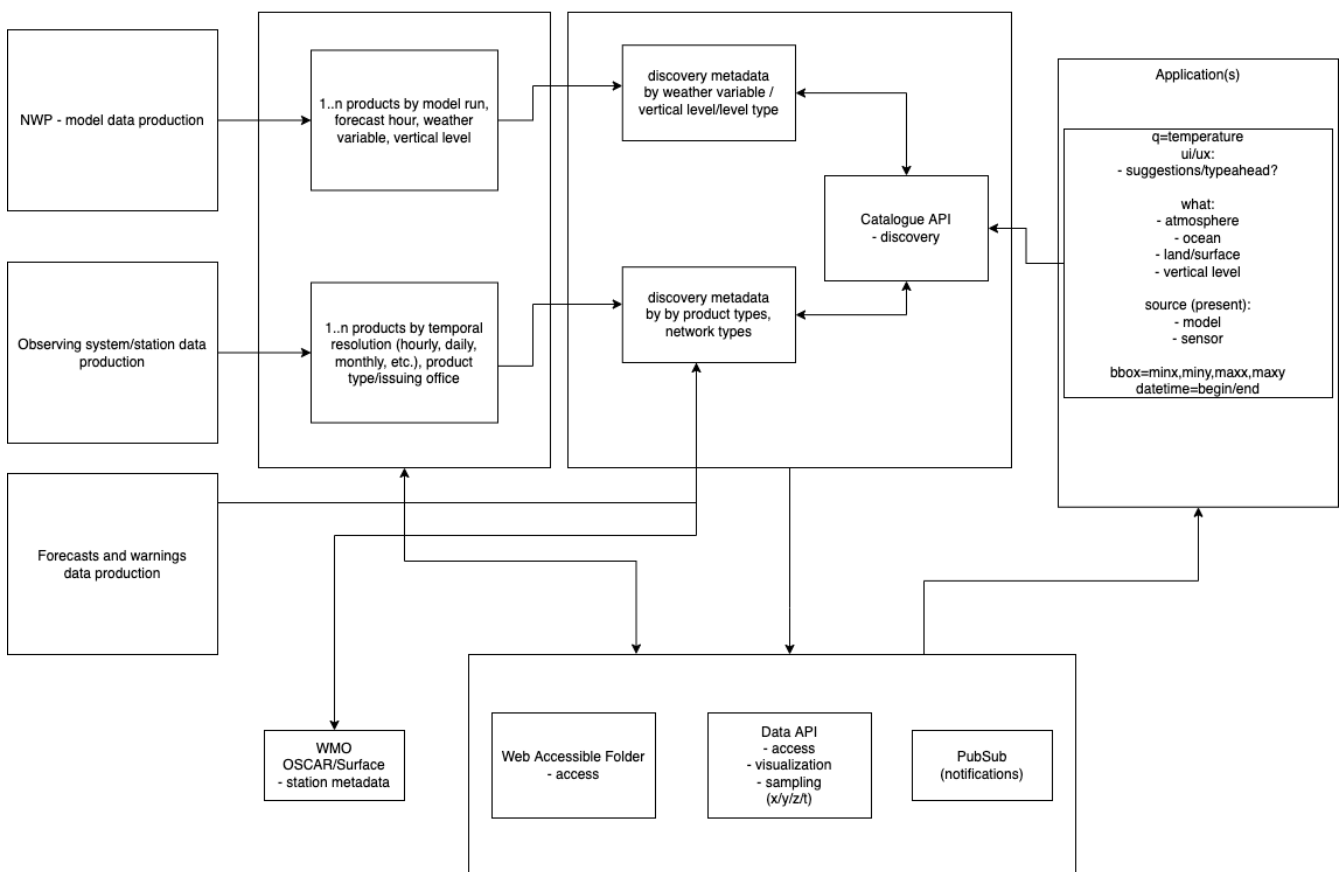 NWP - model data production
1..n products by model run,
forecast hour, weather
variable, vertical level
discovery metadata
by weather variable /
vertical level/level type
Catalogue API
- discovery
Application(s)
q=temperature
ui/ux:
- suggestions/typeahead?
what:
- atmosphere
- ocean
- land/surface
- vertical level
source (present):
- model
- sensor
bbox=minx,miny,maxx,maxy
datetime=begin/end
Observing system/station data
production
1..n products by temporal
resolution (hourly, daily,
monthly, etc.), product
type/issuing office
discovery metadata
by by product types,
network types
Forecasts and warnings
data production
WMO
OSCAR/Surface
- station metadata
Web Accessible Folder
- access
Data API
- access
- visualization
- sampling
(x/y/z/t)
PubSub
(notifications)